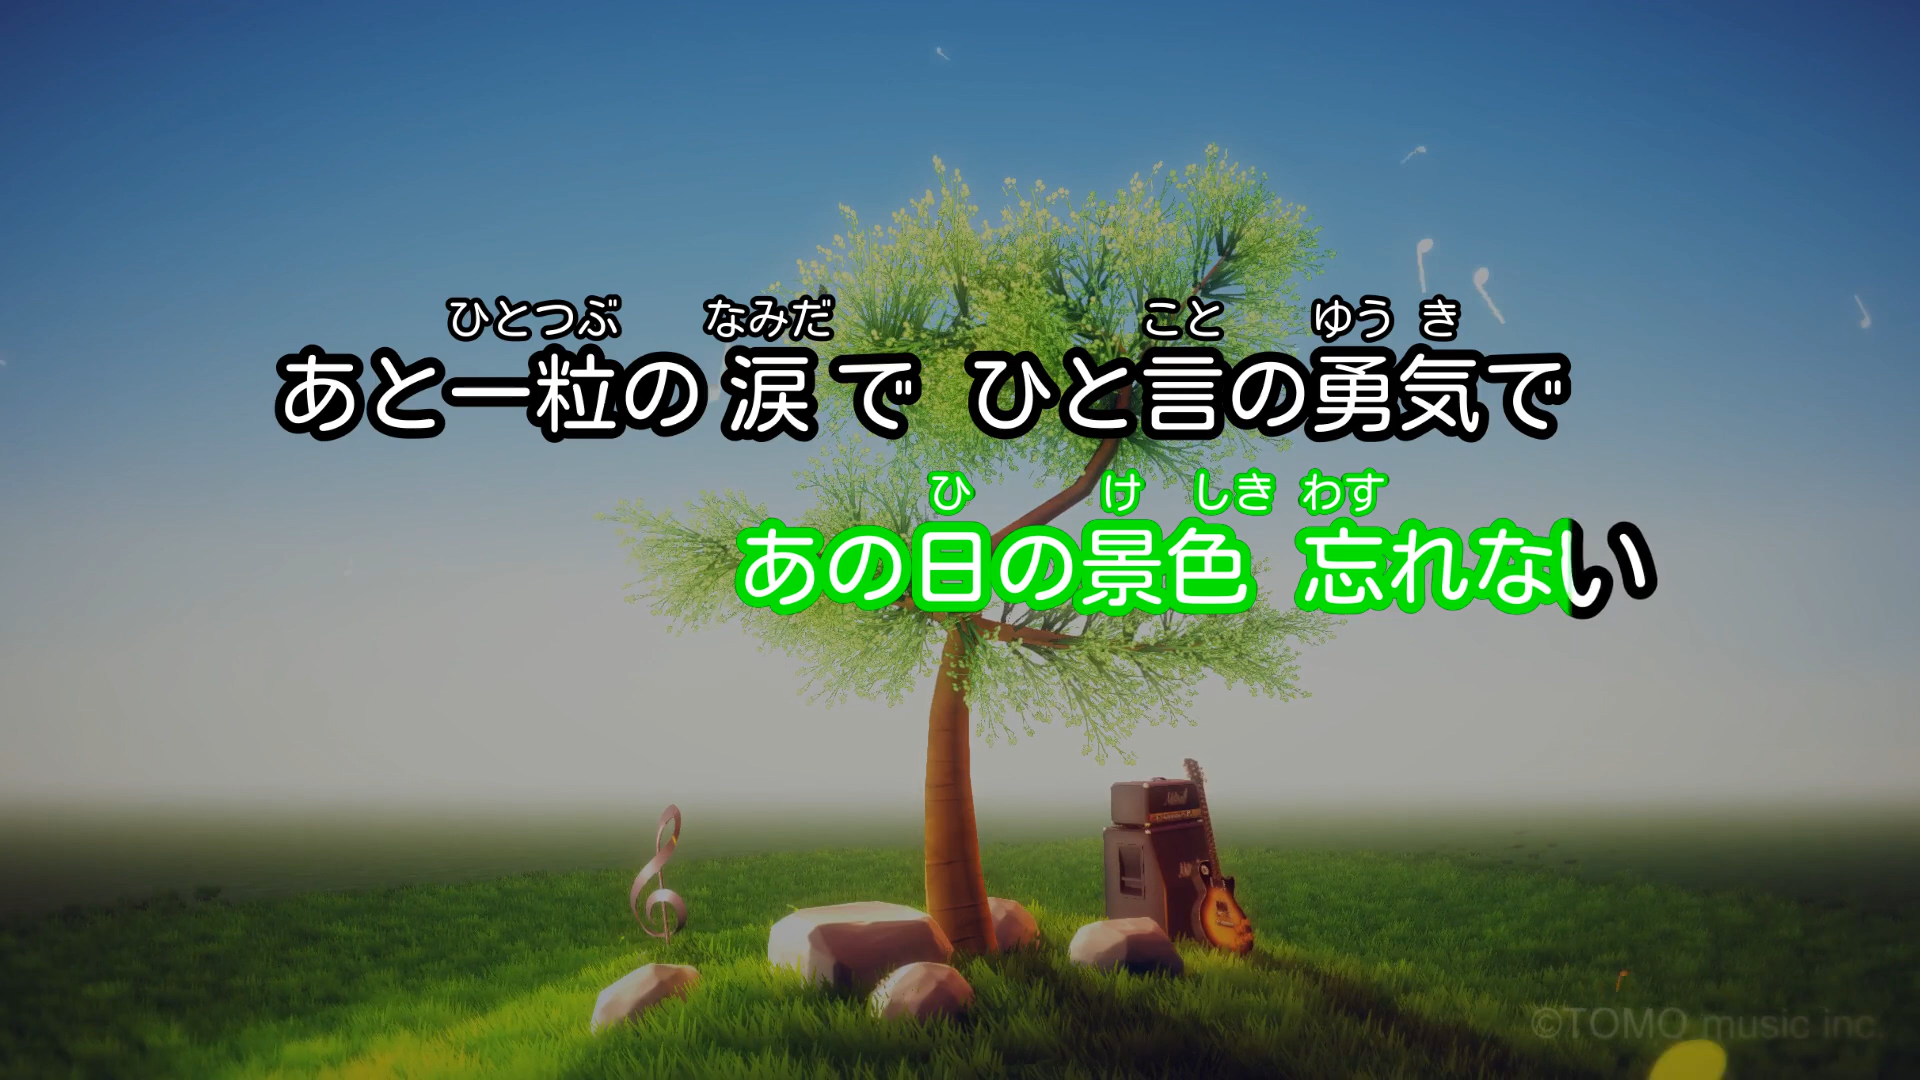 ひとつぶ なみだ こと ゆう き
あと一粒の涙で ひと言の勇気で
ひ け しき わす
あの日の景色 忘れない
©TOMO music inc.